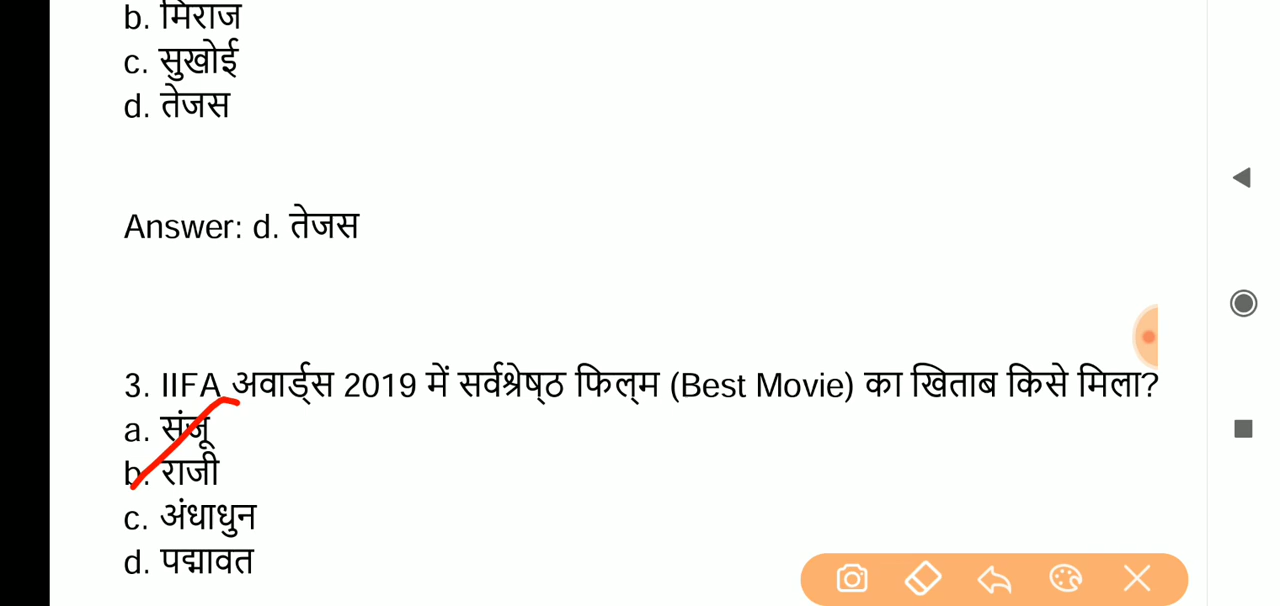 b. मिराज
c. सुखोई
d. तेजस
Answer: d. तेजस
3. IIFA अवार्ड्स 2019 में सर्वश्रेष्ठ फिल्म (Best Movie) का खिताब किसे मिला?
a. संजू
b. राजी
c. अंधाधुन
d. पद्मावत